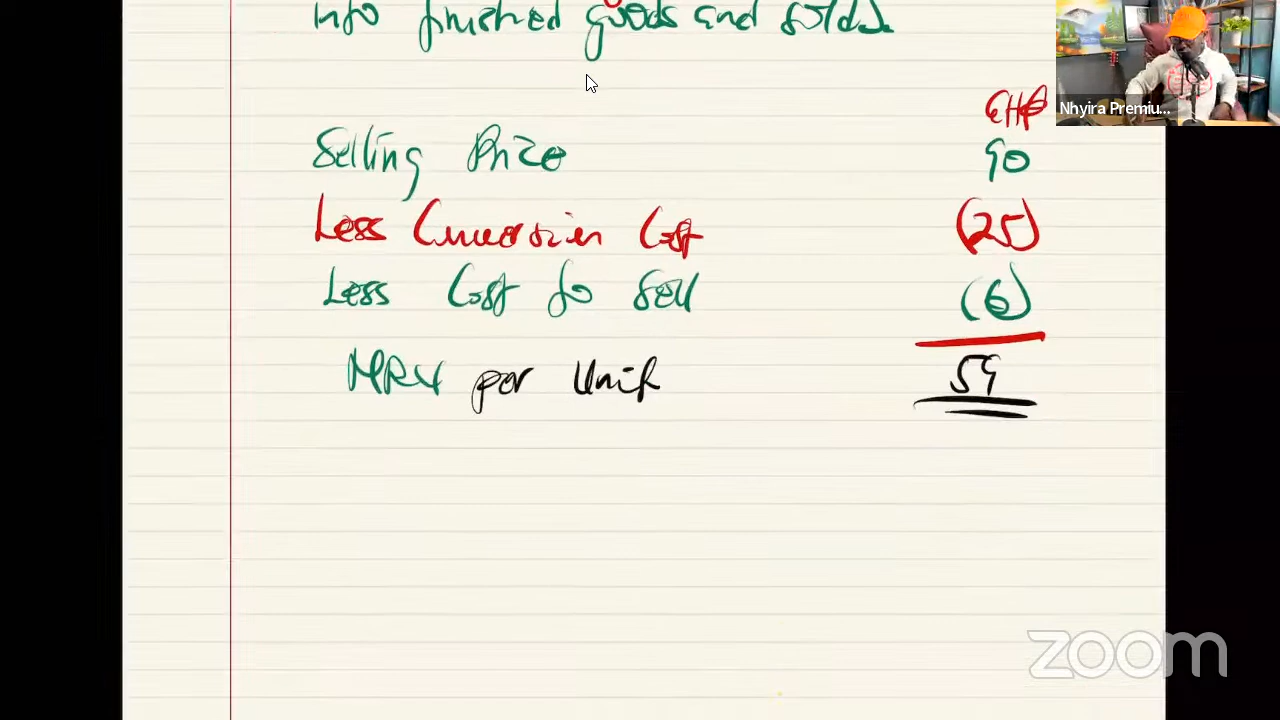 into finished goods and sold.
GH¢
Selling Price 90
Less Conversion Cost (25)
Less Cost to Sell (6)
NRV per Unit 59
Nhyira Premiu...
zoom